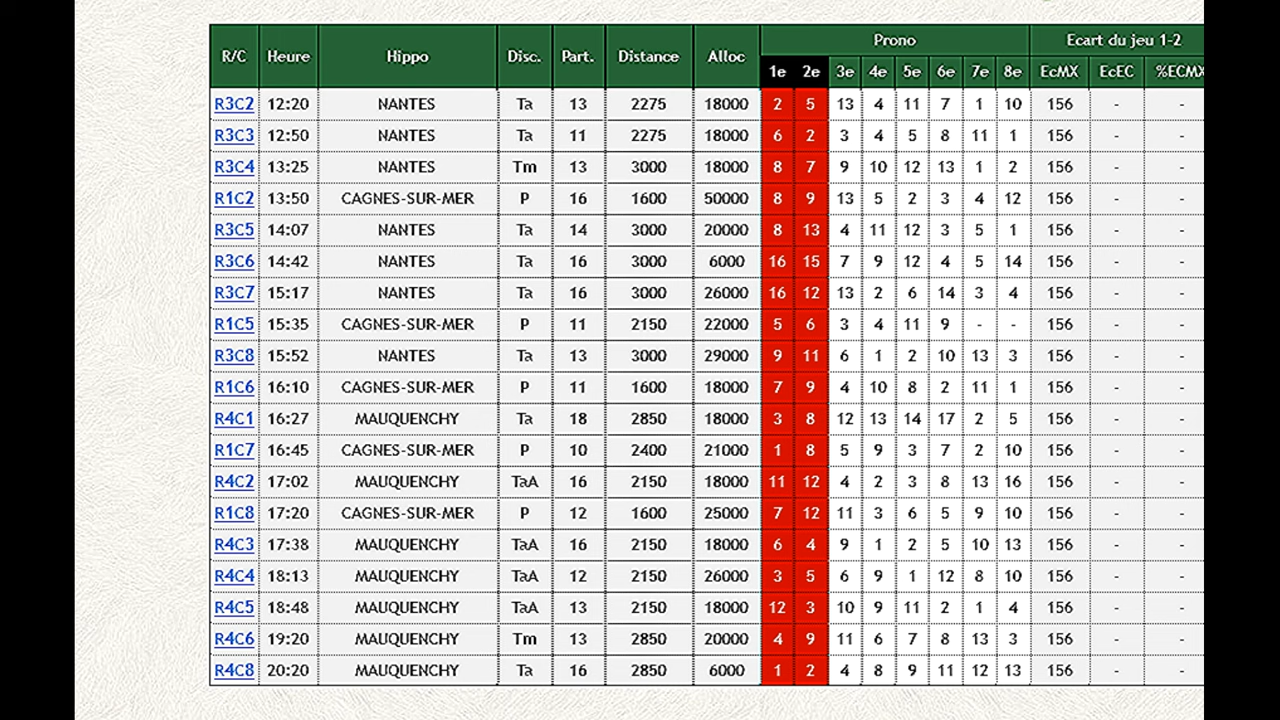 R/C Heure Hippo Disc. Part. Distance Alloc Prono Ecart du jeu 1-2
1e 2e 3e 4e 5e 6e 7e 8e EcMX EcEC %ECMX
R3C2 12:20 NANTES Ta 13 2275 18000 2 5 13 4 11 7 1 10 156 - -
R3C3 12:50 NANTES Ta 11 2275 18000 6 2 3 4 5 8 11 1 156 - -
R3C4 13:25 NANTES Tm 13 3000 18000 8 7 9 10 12 13 1 2 156 - -
R1C2 13:50 CAGNES-SUR-MER P 16 1600 50000 8 9 13 5 2 3 4 12 156 - -
R3C5 14:07 NANTES Ta 14 3000 20000 8 13 4 11 12 3 5 1 156 - -
R3C6 14:42 NANTES Ta 16 3000 6000 16 15 7 9 12 4 5 14 156 - -
R3C7 15:17 NANTES Ta 16 3000 26000 16 12 13 2 6 14 3 4 156 - -
R1C5 15:35 CAGNES-SUR-MER P 11 2150 22000 5 6 3 4 11 9 - - 156 - -
R3C8 15:52 NANTES Ta 13 3000 29000 9 11 6 1 2 10 13 3 156 - -
R1C6 16:10 CAGNES-SUR-MER P 11 1600 18000 7 9 4 10 8 2 11 1 156 - -
R4C1 16:27 MAUQUENCHY Ta 18 2850 18000 3 8 12 13 14 17 2 5 156 - -
R1C7 16:45 CAGNES-SUR-MER P 10 2400 21000 1 8 5 9 3 7 2 10 156 - -
R4C2 17:02 MAUQUENCHY TaA 16 2150 18000 11 12 4 2 3 8 13 16 156 - -
R1C8 17:20 CAGNES-SUR-MER P 12 1600 25000 7 12 11 3 6 5 9 10 156 - -
R4C3 17:38 MAUQUENCHY TaA 16 2150 18000 6 4 9 1 2 5 10 13 156 - -
R4C4 18:13 MAUQUENCHY TaA 12 2150 26000 3 5 6 9 1 12 8 10 156 - -
R4C5 18:48 MAUQUENCHY TaA 13 2150 18000 12 3 10 9 11 2 1 4 156 - -
R4C6 19:20 MAUQUENCHY Tm 13 2850 20000 4 9 11 6 7 8 13 3 156 - -
R4C8 20:20 MAUQUENCHY Ta 16 2850 6000 1 2 4 8 9 11 12 13 156 - -